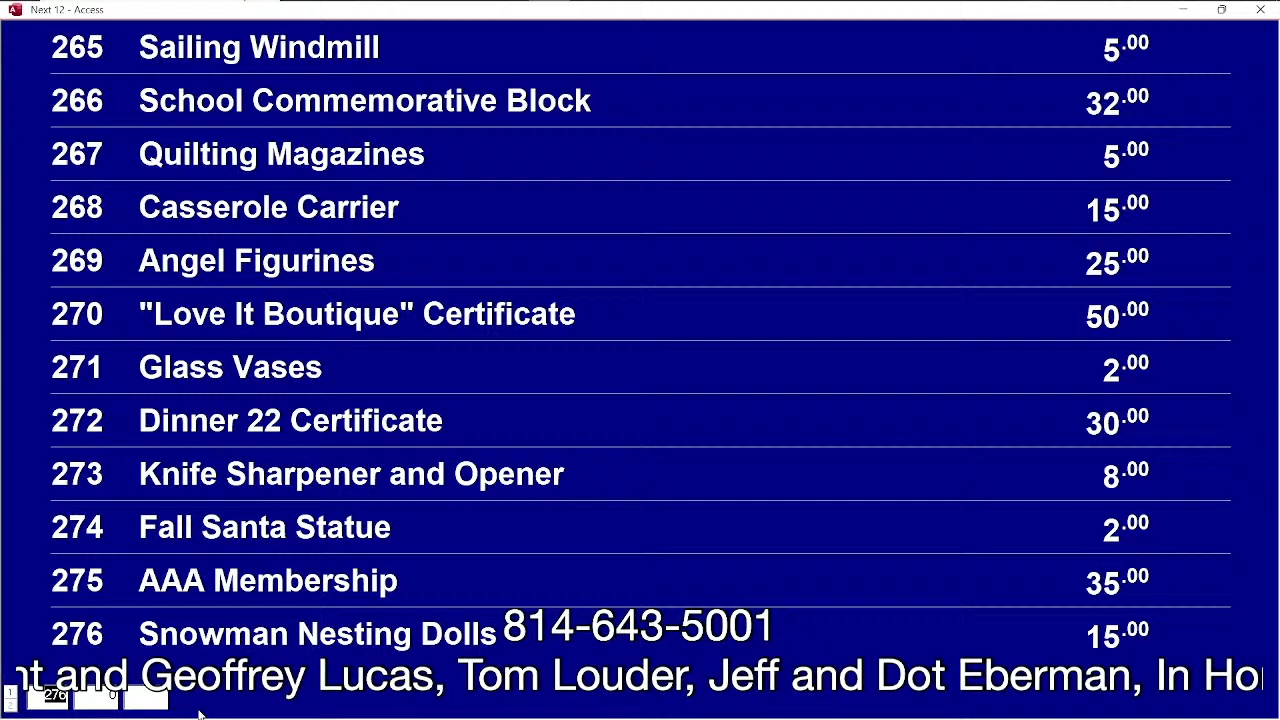 Next 12 - Access
265 Sailing Windmill 5.00
266 School Commemorative Block 32.00
267 Quilting Magazines 5.00
268 Casserole Carrier 15.00
269 Angel Figurines 25.00
270 "Love It Boutique" Certificate 50.00
271 Glass Vases 2.00
272 Dinner 22 Certificate 30.00
273 Knife Sharpener and Opener 8.00
274 Fall Santa Statue 2.00
275 AAA Membership 35.00
276 Snowman Nesting Dolls 15.00
814-643-5001
and Geoffrey Lucas, Tom Louder, Jeff and Dot Eberman, In
1
2
276